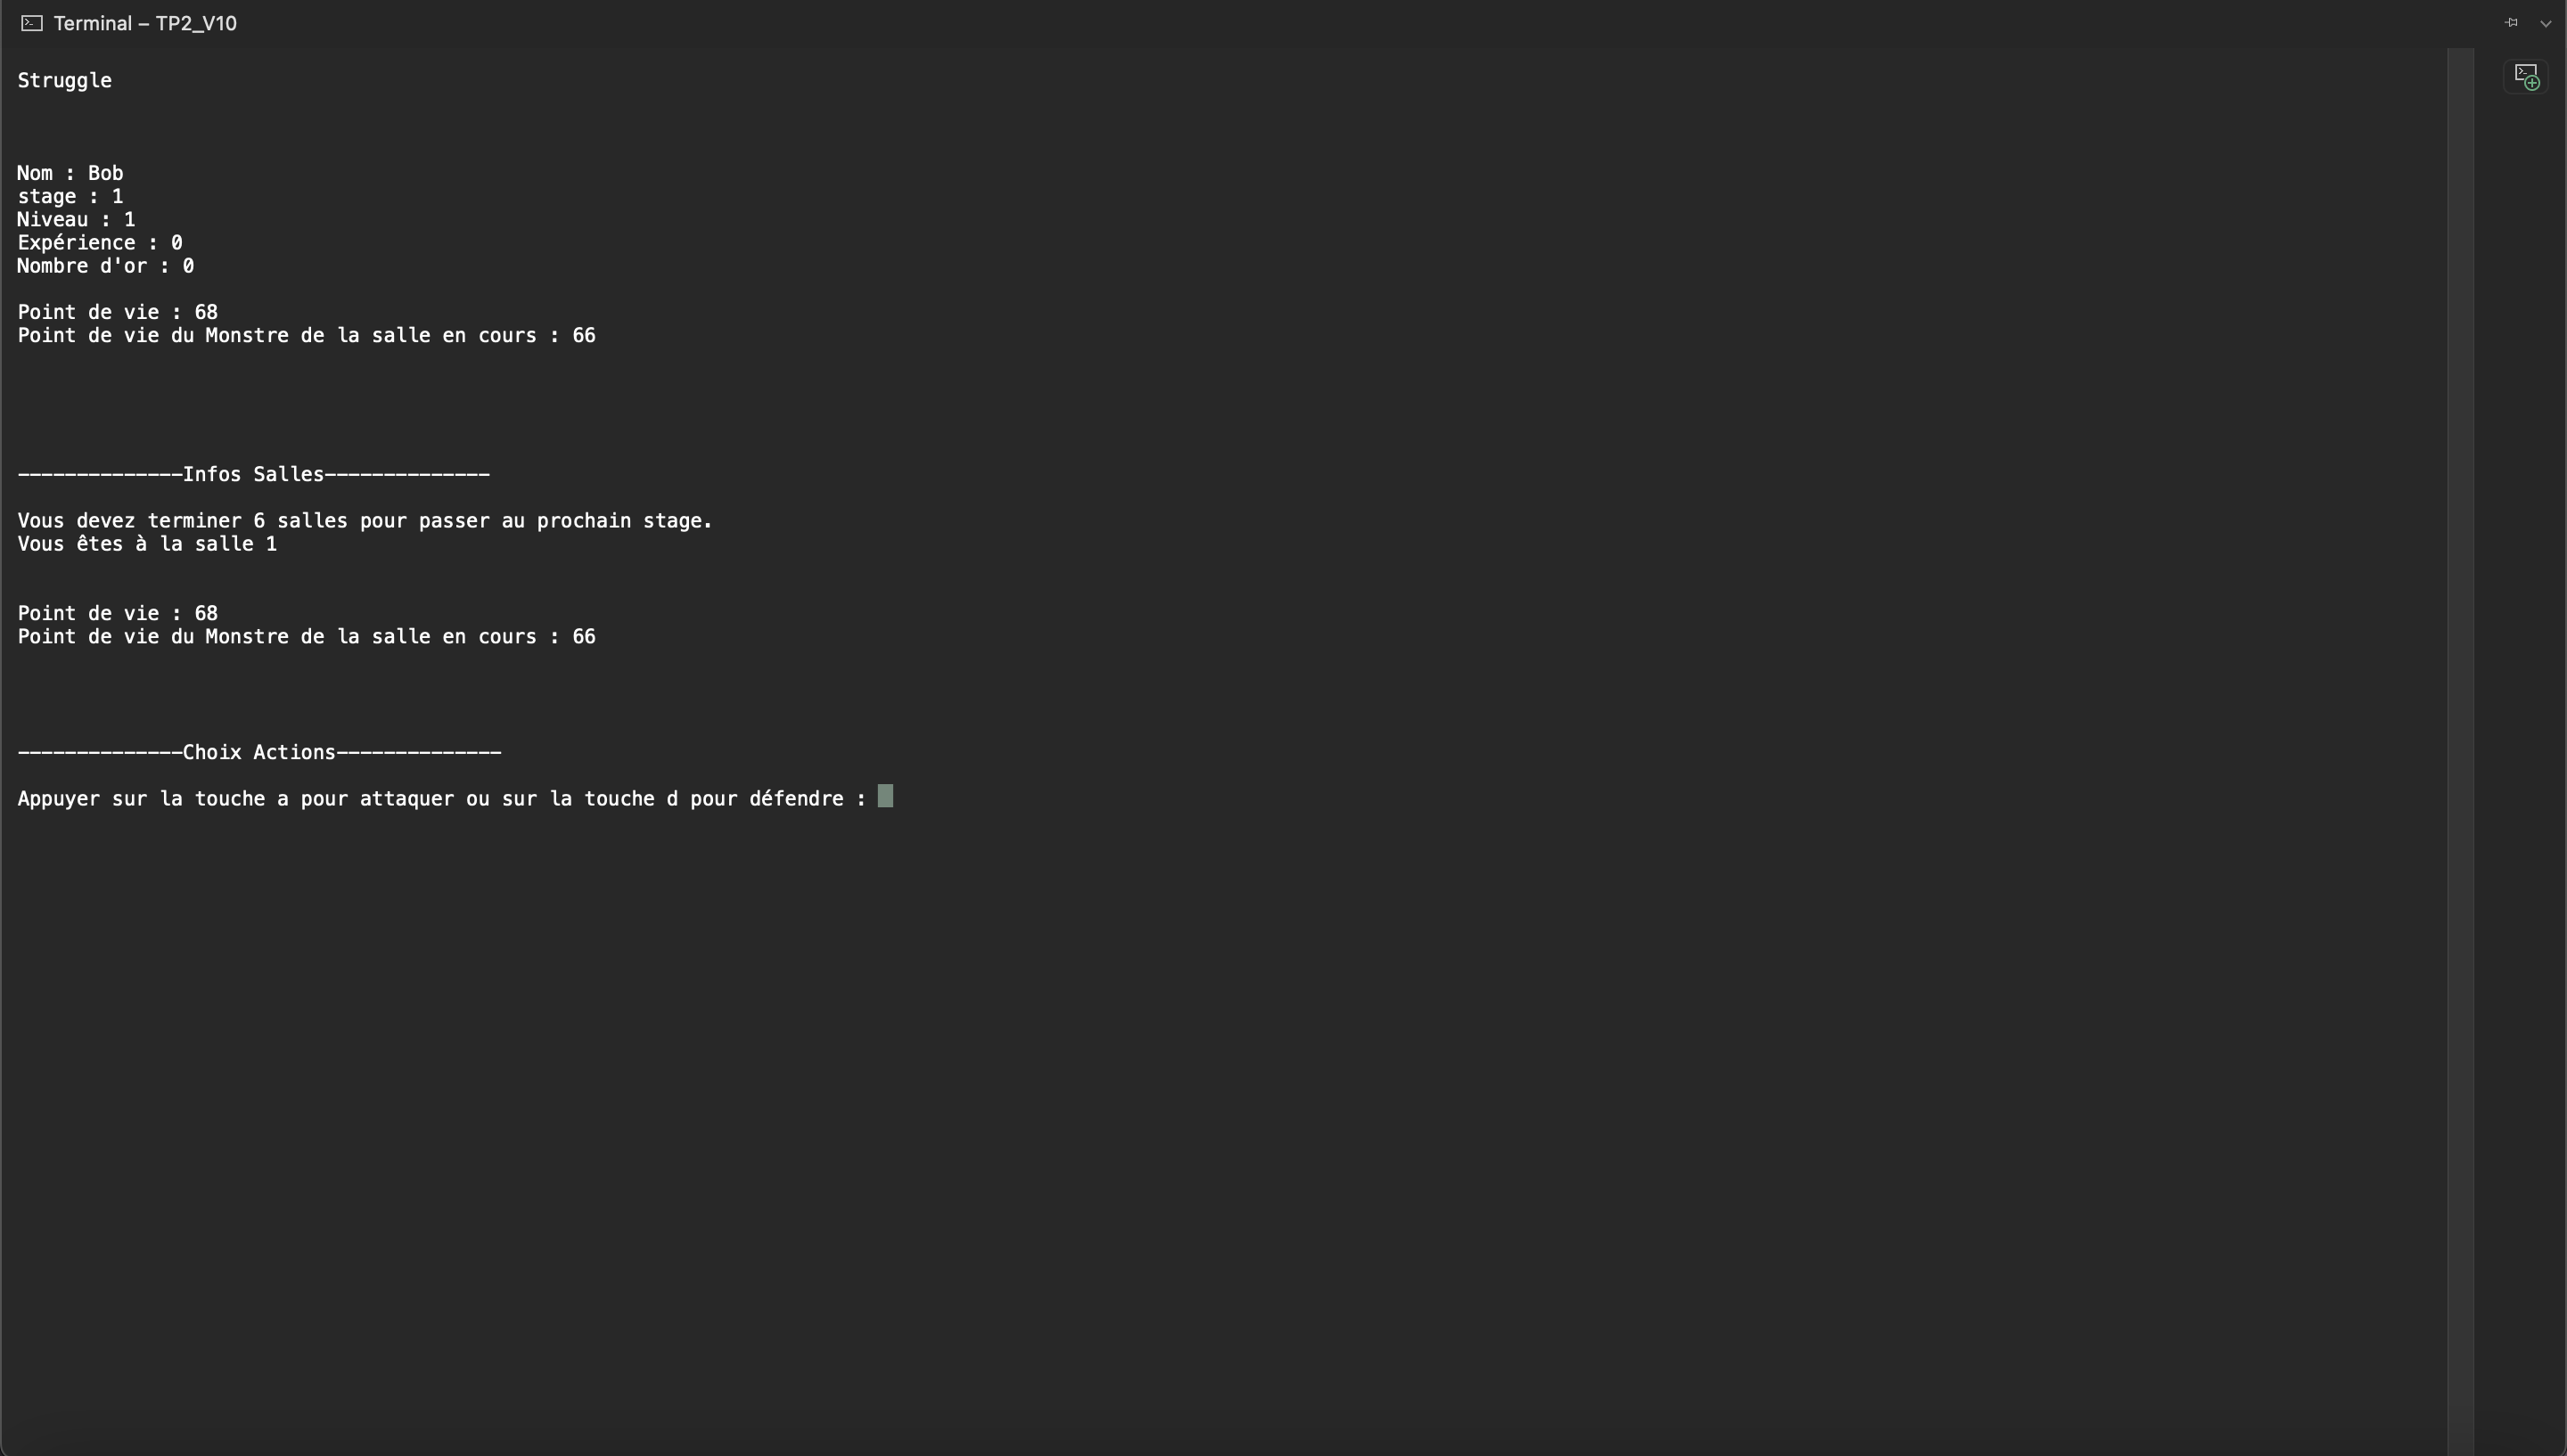 Terminal – TP2_V10
Struggle
Nom : Bob
stage : 1
Niveau : 1
Expérience : 0
Nombre d'or : 0
Point de vie : 68
Point de vie du Monstre de la salle en cours : 66
--------------Infos Salles--------------
Vous devez terminer 6 salles pour passer au prochain stage.
Vous êtes à la salle 1
Point de vie : 68
Point de vie du Monstre de la salle en cours : 66
--------------Choix Actions--------------
Appuyer sur la touche a pour attaquer ou sur la touche d pour défendre :